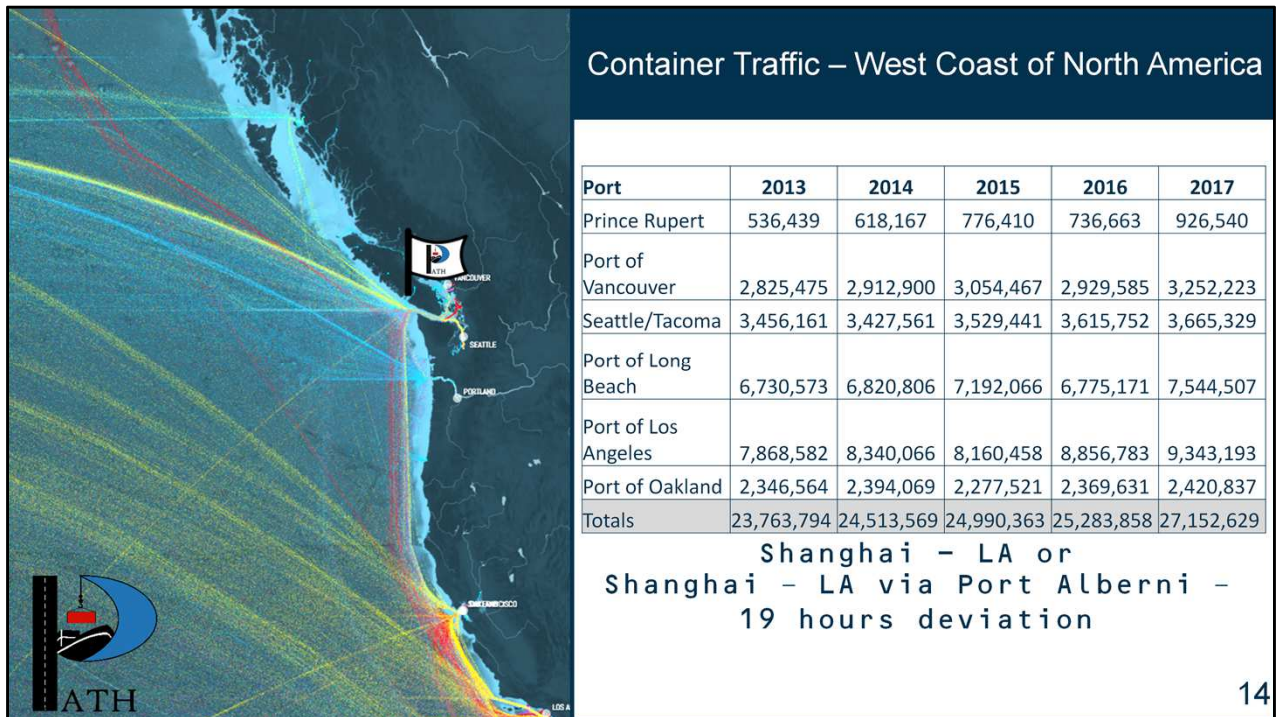 Container Traffic – West Coast of North America
Port 2013 2014 2015 2016 2017
Prince Rupert 536,439 618,167 776,410 736,663 926,540
Port of
Vancouver 2,825,475 2,912,900 3,054,467 2,929,585 3,252,223
Seattle/Tacoma 3,456,161 3,427,561 3,529,441 3,615,752 3,665,329
Port of Long
Beach 6,730,573 6,820,806 7,192,066 6,775,171 7,544,507
Port of Los
Angeles 7,868,582 8,340,066 8,160,458 8,856,783 9,343,193
Port of Oakland 2,346,564 2,394,069 2,277,521 2,369,631 2,420,837
Totals 23,763,794 24,513,569 24,990,363 25,283,858 27,152,629
Shanghai – LA or
Shanghai – LA via Port Alberni –
19 hours deviation
14
ATH
VANCOUVER
SEATTLE
PORTLAND
LOS A
PATH